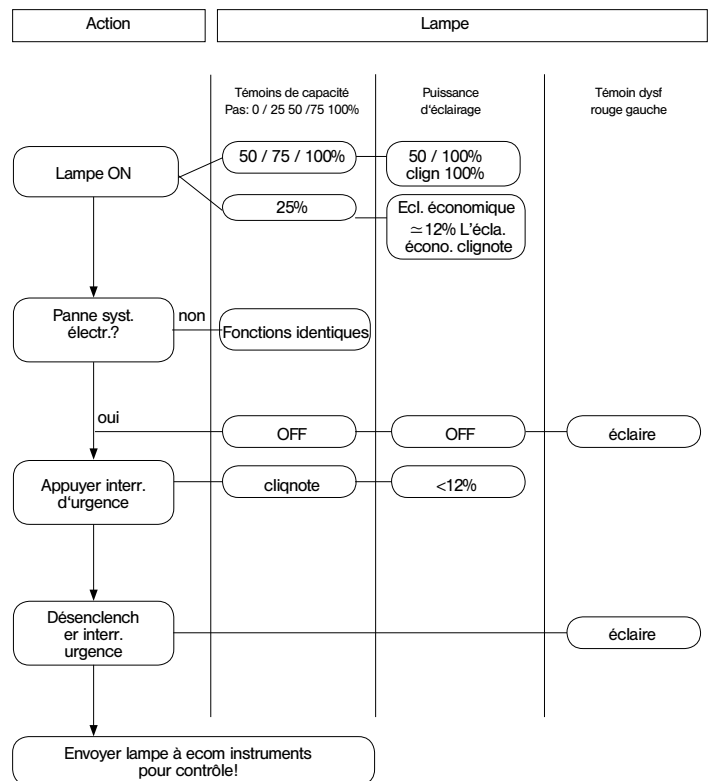 Action
Lampe
Témoins de capacité
Pas: 0 / 25 50 /75 100%
Puissance
d'éclairage
Témoin dysf
rouge gauche
Lampe ON
50 / 75 / 100%
50 / 100%
clign 100%
25%
Ecl. économique
≃12% L'écla.
écono. clignote
Panne syst.
électr.?
non
Fonctions identiques
oui
OFF
OFF
éclaire
Appuyer interr.
d'urgence
cliqnote
<12%
Désenclench
er interr.
urgence
éclaire
Envoyer lampe à ecom instruments
pour contrôle!